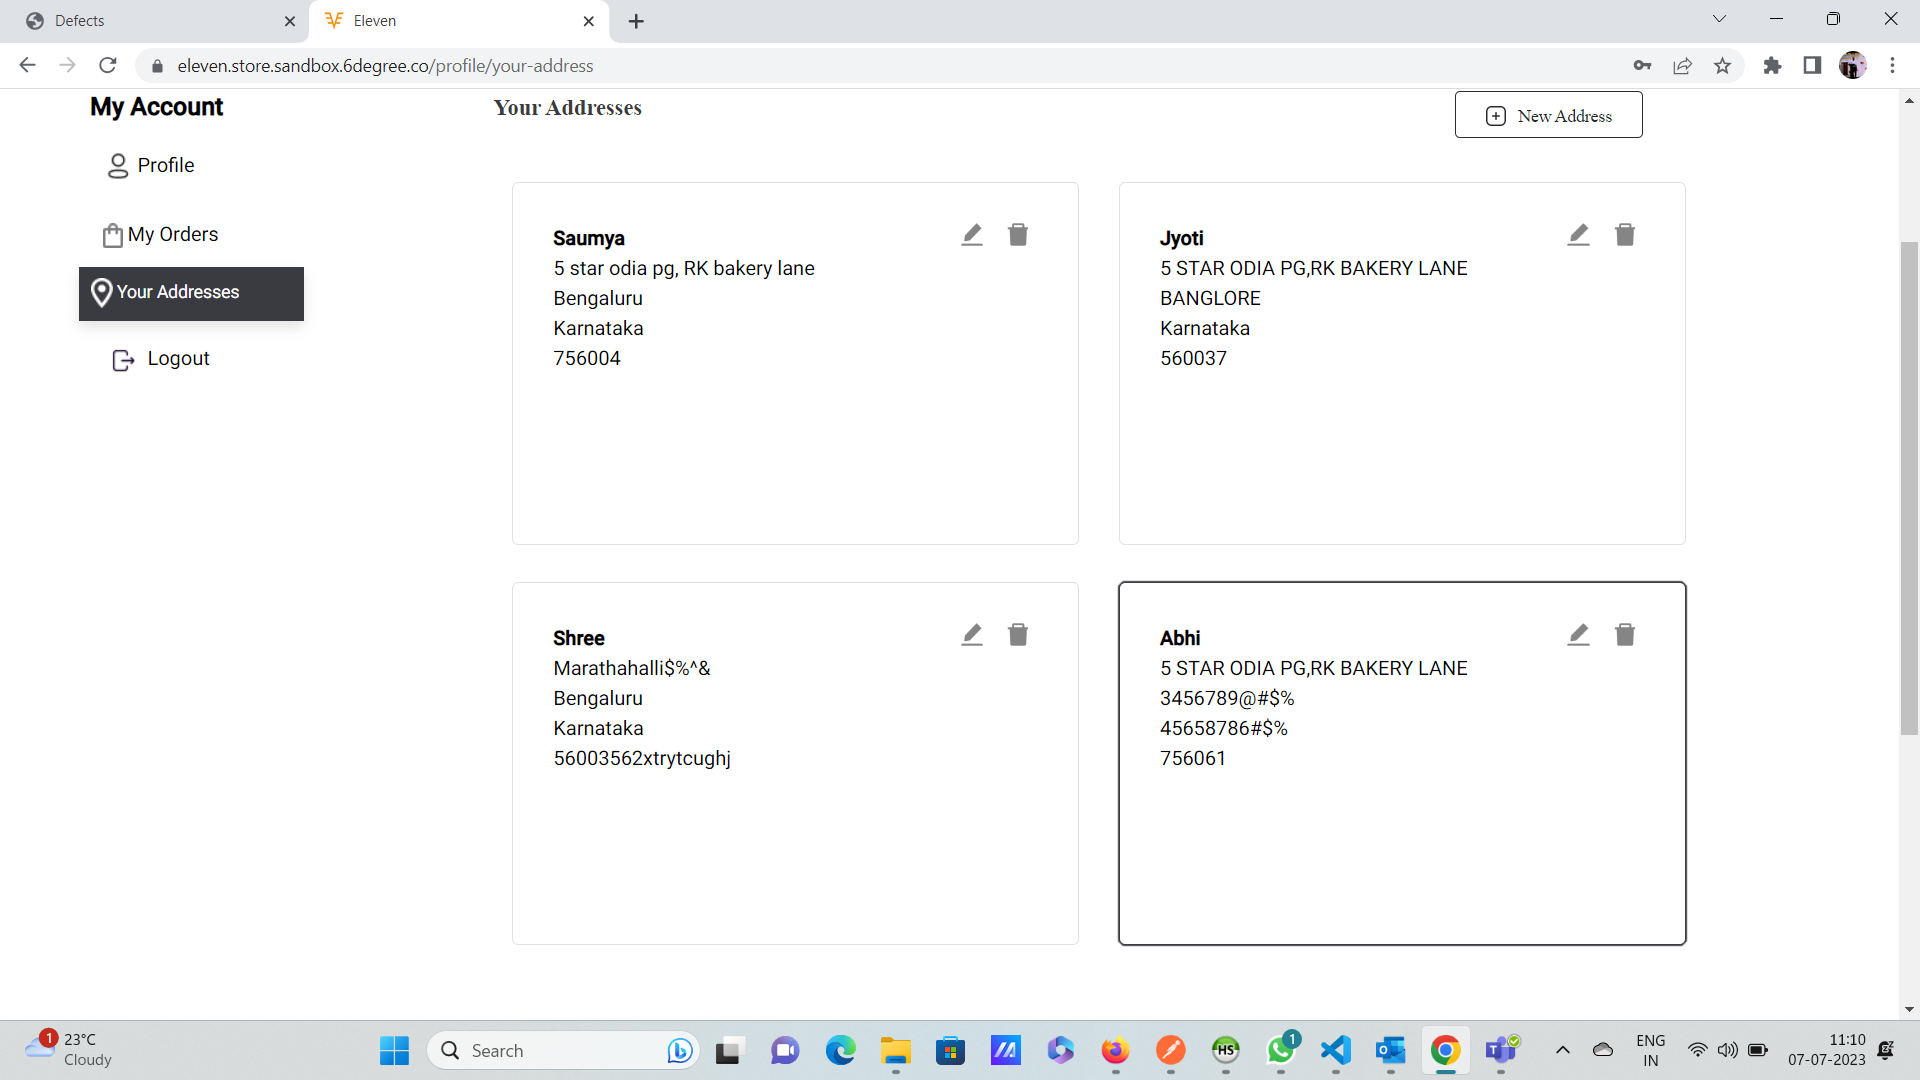 Defects
Eleven
eleven.store.sandbox.6degree.co/profile/your-address
My Account
Profile
My Orders
Your Addresses
Logout
Your Addresses
New Address
Saumya
5 star odia pg, RK bakery lane
Bengaluru
Karnataka
756004
Jyoti
5 STAR ODIA PG,RK BAKERY LANE
BANGLORE
Karnataka
560037
Shree
Marathahalli$%^&
Bengaluru
Karnataka
56003562xtrytcughj
Abhi
5 STAR ODIA PG,RK BAKERY LANE
3456789@#$%
45658786#$%
756061
1
23°C
Cloudy
Search
HS
1
ENG
IN
11:10
07-07-2023